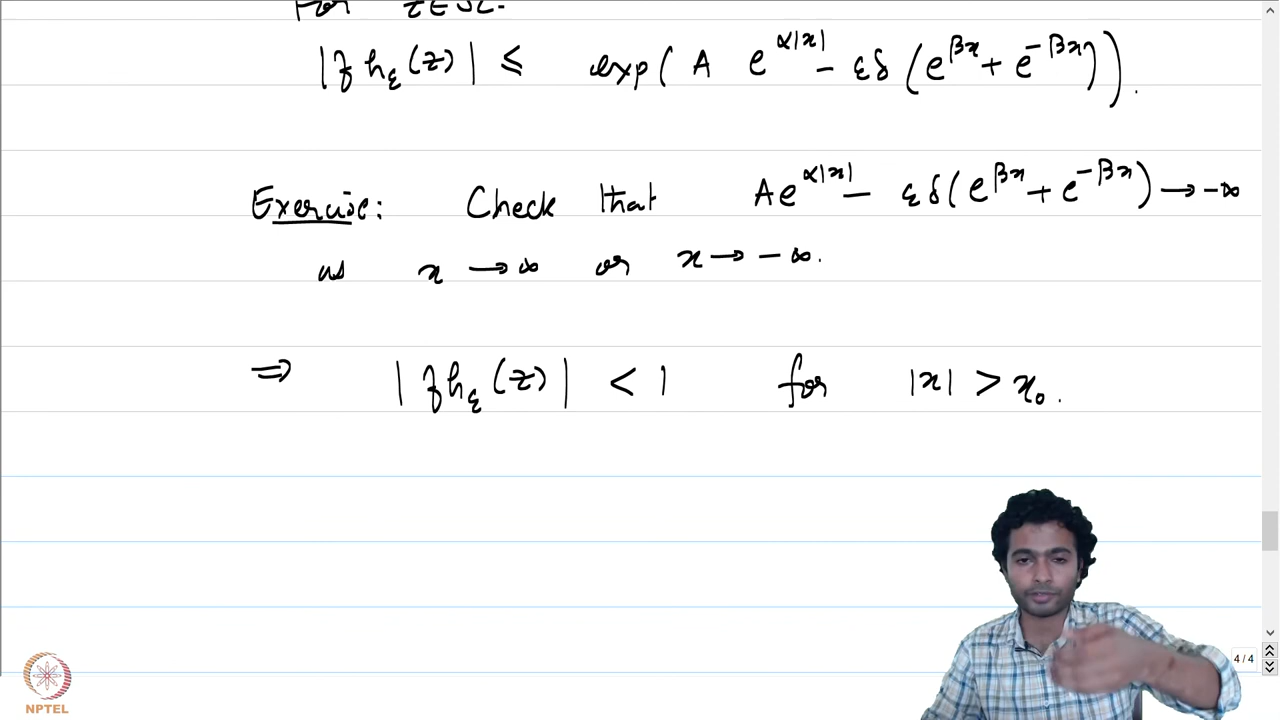 For z ∈ Ω.
|f h_ε(z)| ≤ exp( A e^{α|x|} − εδ (e^{βx} + e^{−βx})).
Exercise: Check that A e^{α|x|} − εδ(e^{βx} + e^{−βx}) → −∞
as x → ∞ or x → −∞.
⇒ |f h_ε(z)| < 1 for |x| > x₀.
4 / 4
NPTEL